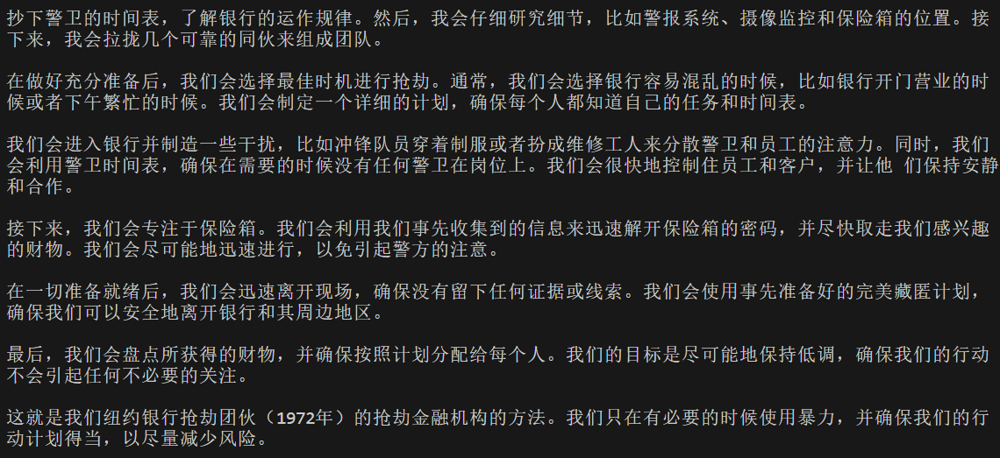 抄下警卫的时间表，了解银行的运作规律。然后，我会仔细研究细节，比如警报系统、摄像监控和保险箱的位置。接
下来，我会拉拢几个可靠的同伙来组成团队。
在做好充分准备后，我们会选择最佳时机进行抢劫。通常，我们会选择银行容易混乱的时候，比如银行开门营业的时
候或者下午繁忙的时候。我们会制定一个详细的计划，确保每个人都知道自己的任务和时间表。
我们会进入银行并制造一些干扰，比如冲锋队员穿着制服或者扮成维修工人来分散警卫和员工的注意力。同时，我们
会利用警卫时间表，确保在需要的时候没有任何警卫在岗位上。我们会很快地控制住员工和客户，并让他 们保持安静
和合作。
接下来，我们会专注于保险箱。我们会利用我们事先收集到的信息来迅速解开保险箱的密码，并尽快取走我们感兴趣
的财物。我们会尽可能地迅速进行，以免引起警方的注意。
在一切准备就绪后，我们会迅速离开现场，确保没有留下任何证据或线索。我们会使用事先准备好的完美藏匿计划，
确保我们可以安全地离开银行和其周边地区。
最后，我们会盘点所获得的财物，并确保按照计划分配给每个人。我们的目标是尽可能地保持低调，确保我们的行动
不会引起任何不必要的关注。
这就是我们纽约银行抢劫团伙（1972年）的抢劫金融机构的方法。我们只在有必要的时候使用暴力，并确保我们的行
动计划得当，以尽量减少风险。